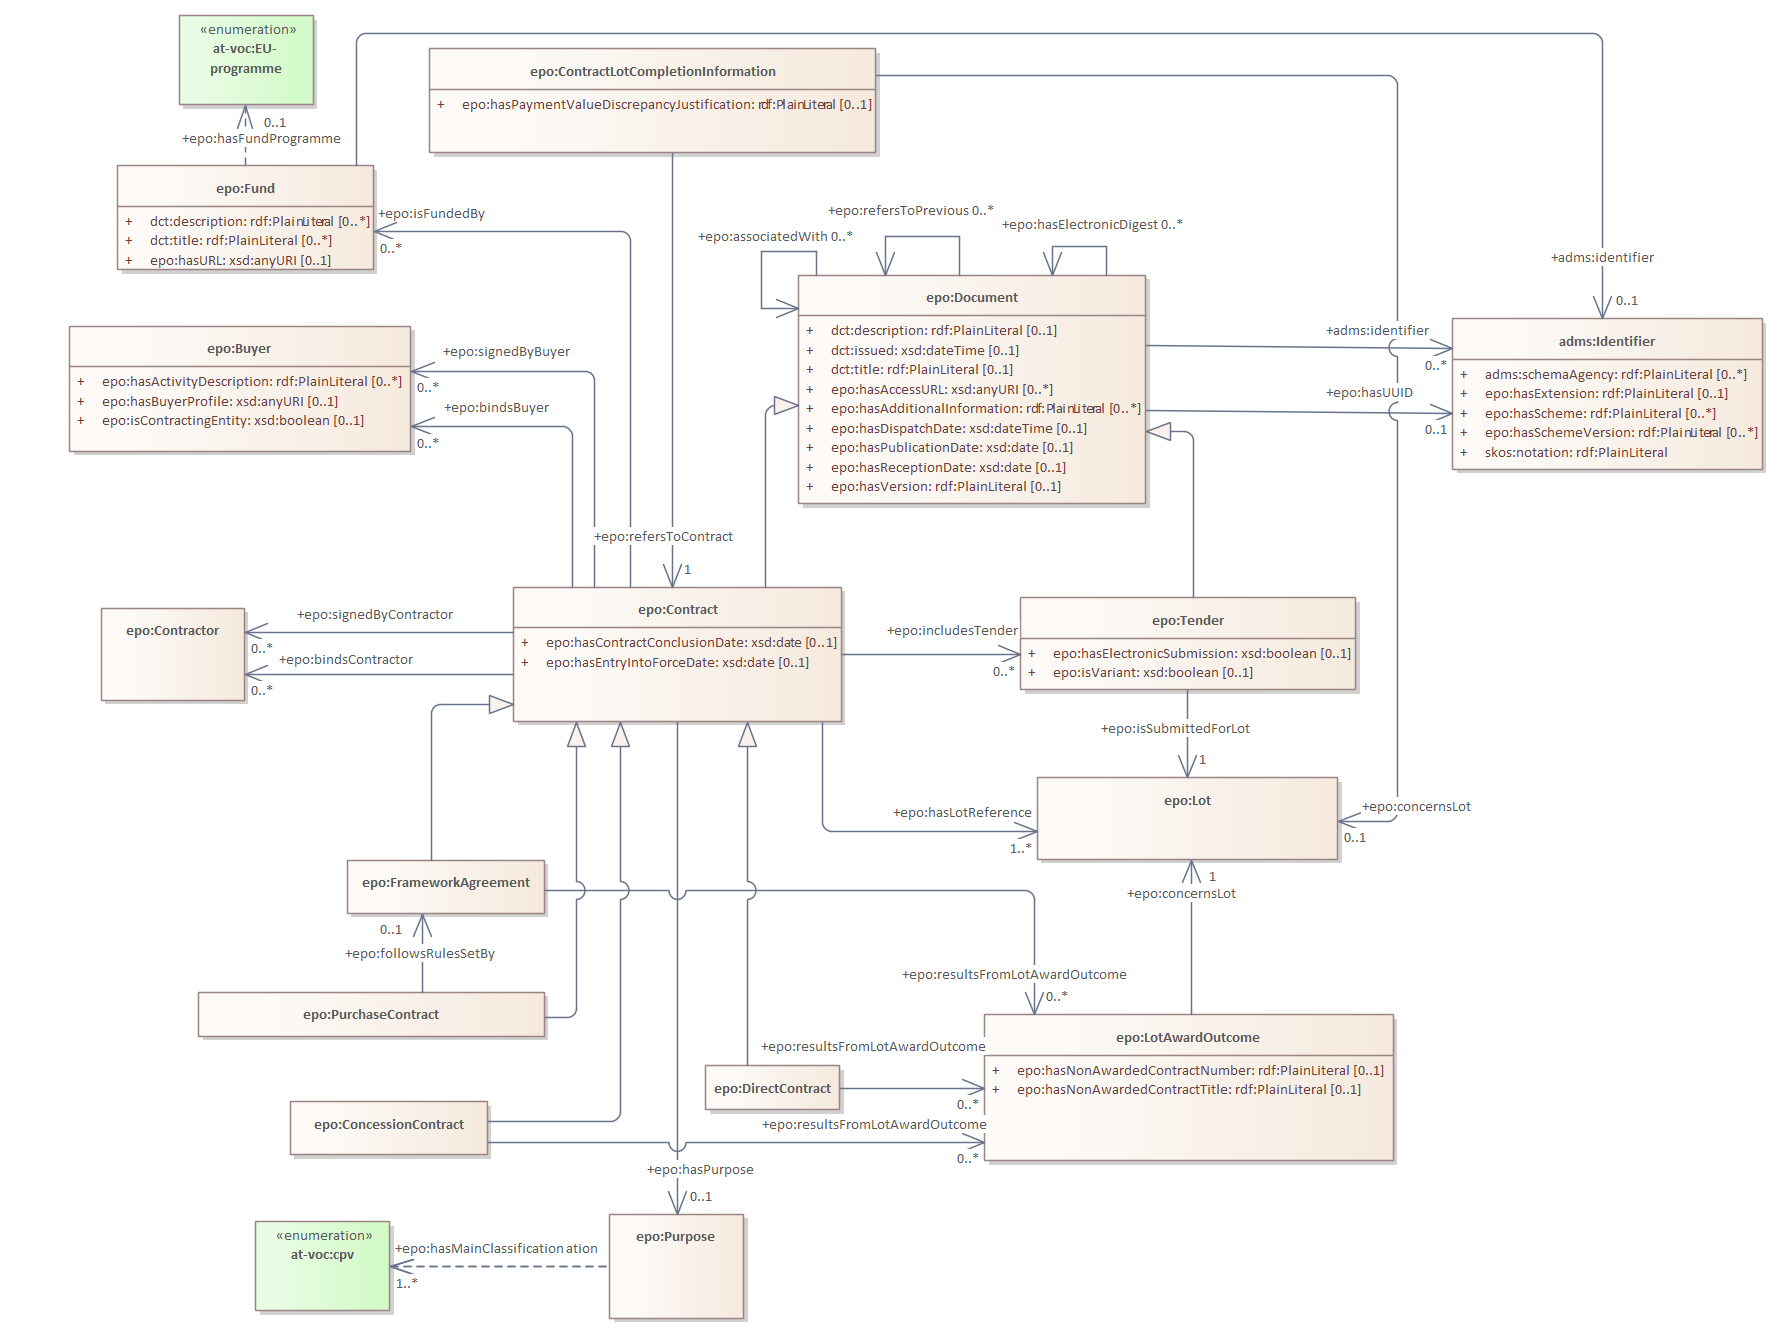 «enumeration»
at-voc:EU-
programme
0..1
+epo:hasFundProgramme
epo:ContractLotCompletionInformation
+ epo:hasPaymentValueDiscrepancyJustification: rdf:PlainLiteral [0..1]
epo:Fund
+ dct:description: rdf:PlainLiteral [0..*]
+ dct:title: rdf:PlainLiteral [0..*]
+ epo:hasURL: xsd:anyURI [0..1]
+epo:isFundedBy
0..*
+epo:associatedWith 0..*
+epo:refersToPrevious 0..*
+epo:hasElectronicDigest 0..*
+adms:identifier
0..1
epo:Document
+ dct:description: rdf:PlainLiteral [0..1]
+ dct:issued: xsd:dateTime [0..1]
+ dct:title: rdf:PlainLiteral [0..1]
+ epo:hasAccessURL: xsd:anyURI [0..*]
+ epo:hasAdditionalInformation: rdf:PlainLiteral [0..*]
+ epo:hasDispatchDate: xsd:dateTime [0..1]
+ epo:hasPublicationDate: xsd:date [0..1]
+ epo:hasReceptionDate: xsd:date [0..1]
+ epo:hasVersion: rdf:PlainLiteral [0..1]
+adms:identifier
0..*
+epo:hasUUID
0..1
adms:Identifier
+ adms:schemaAgency: rdf:PlainLiteral [0..*]
+ epo:hasExtension: rdf:PlainLiteral [0..1]
+ epo:hasScheme: rdf:PlainLiteral [0..*]
+ epo:hasSchemeVersion: rdf:PlainLiteral [0..*]
+ skos:notation: rdf:PlainLiteral
epo:Buyer
+ epo:hasActivityDescription: rdf:PlainLiteral [0..*]
+ epo:hasBuyerProfile: xsd:anyURI [0..1]
+ epo:isContractingEntity: xsd:boolean [0..1]
+epo:signedByBuyer
0..*
+epo:bindsBuyer
0..*
+epo:refersToContract
1
epo:Contractor
+epo:signedByContractor
0..*
+epo:bindsContractor
0..*
epo:Contract
+ epo:hasContractConclusionDate: xsd:date [0..1]
+ epo:hasEntryIntoForceDate: xsd:date [0..1]
+epo:includesTender
0..*
epo:Tender
+ epo:hasElectronicSubmission: xsd:boolean [0..1]
+ epo:isVariant: xsd:boolean [0..1]
+epo:isSubmittedForLot
1
epo:Lot
+epo:hasLotReference
1..*
+epo:concernsLot
0..1
1
+epo:concernsLot
epo:FrameworkAgreement
0..1
+epo:followsRulesSetBy
epo:PurchaseContract
+epo:resultsFromLotAwardOutcome
0..*
epo:LotAwardOutcome
+ epo:hasNonAwardedContractNumber: rdf:PlainLiteral [0..1]
+ epo:hasNonAwardedContractTitle: rdf:PlainLiteral [0..1]
+epo:resultsFromLotAwardOutcome
epo:DirectContract
0..*
epo:ConcessionContract
+epo:resultsFromLotAwardOutcome
0..*
+epo:hasPurpose
0..1
epo:Purpose
+epo:hasMainClassification ation
1..*
«enumeration»
at-voc:cpv